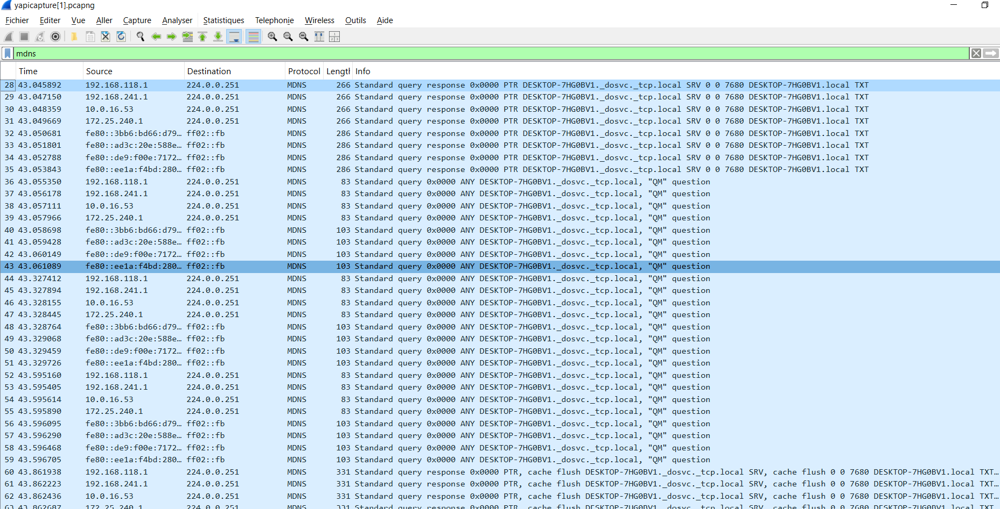 yapicapture[1].pcapng
Fichier Editer Vue Aller Capture Analyser Statistiques Telephonie Wireless Outils Aide
mdns
Time Source Destination Protocol Length Info
28 43.045892 192.168.118.1 224.0.0.251 MDNS 266 Standard query response 0x0000 PTR DESKTOP-7HG0BV1._dosvc._tcp.local SRV 0 0 7680 DESKTOP-7HG0BV1.local TXT
29 43.047150 192.168.241.1 224.0.0.251 MDNS 266 Standard query response 0x0000 PTR DESKTOP-7HG0BV1._dosvc._tcp.local SRV 0 0 7680 DESKTOP-7HG0BV1.local TXT
30 43.048359 10.0.16.53 224.0.0.251 MDNS 266 Standard query response 0x0000 PTR DESKTOP-7HG0BV1._dosvc._tcp.local SRV 0 0 7680 DESKTOP-7HG0BV1.local TXT
31 43.049669 172.25.240.1 224.0.0.251 MDNS 266 Standard query response 0x0000 PTR DESKTOP-7HG0BV1._dosvc._tcp.local SRV 0 0 7680 DESKTOP-7HG0BV1.local TXT
32 43.050681 fe80::3bb6:bd66:d79… ff02::fb MDNS 286 Standard query response 0x0000 PTR DESKTOP-7HG0BV1._dosvc._tcp.local SRV 0 0 7680 DESKTOP-7HG0BV1.local TXT
33 43.051801 fe80::ad3c:20e:588e… ff02::fb MDNS 286 Standard query response 0x0000 PTR DESKTOP-7HG0BV1._dosvc._tcp.local SRV 0 0 7680 DESKTOP-7HG0BV1.local TXT
34 43.052788 fe80::de9:f00e:7172… ff02::fb MDNS 286 Standard query response 0x0000 PTR DESKTOP-7HG0BV1._dosvc._tcp.local SRV 0 0 7680 DESKTOP-7HG0BV1.local TXT
35 43.053843 fe80::ee1a:f4bd:280… ff02::fb MDNS 286 Standard query response 0x0000 PTR DESKTOP-7HG0BV1._dosvc._tcp.local SRV 0 0 7680 DESKTOP-7HG0BV1.local TXT
36 43.055350 192.168.118.1 224.0.0.251 MDNS 83 Standard query 0x0000 ANY DESKTOP-7HG0BV1._dosvc._tcp.local, "QM" question
37 43.056178 192.168.241.1 224.0.0.251 MDNS 83 Standard query 0x0000 ANY DESKTOP-7HG0BV1._dosvc._tcp.local, "QM" question
38 43.057111 10.0.16.53 224.0.0.251 MDNS 83 Standard query 0x0000 ANY DESKTOP-7HG0BV1._dosvc._tcp.local, "QM" question
39 43.057966 172.25.240.1 224.0.0.251 MDNS 83 Standard query 0x0000 ANY DESKTOP-7HG0BV1._dosvc._tcp.local, "QM" question
40 43.058698 fe80::3bb6:bd66:d79… ff02::fb MDNS 103 Standard query 0x0000 ANY DESKTOP-7HG0BV1._dosvc._tcp.local, "QM" question
41 43.059428 fe80::ad3c:20e:588e… ff02::fb MDNS 103 Standard query 0x0000 ANY DESKTOP-7HG0BV1._dosvc._tcp.local, "QM" question
42 43.060149 fe80::de9:f00e:7172… ff02::fb MDNS 103 Standard query 0x0000 ANY DESKTOP-7HG0BV1._dosvc._tcp.local, "QM" question
43 43.061089 fe80::ee1a:f4bd:280… ff02::fb MDNS 103 Standard query 0x0000 ANY DESKTOP-7HG0BV1._dosvc._tcp.local, "QM" question
44 43.327412 192.168.118.1 224.0.0.251 MDNS 83 Standard query 0x0000 ANY DESKTOP-7HG0BV1._dosvc._tcp.local, "QM" question
45 43.327894 192.168.241.1 224.0.0.251 MDNS 83 Standard query 0x0000 ANY DESKTOP-7HG0BV1._dosvc._tcp.local, "QM" question
46 43.328155 10.0.16.53 224.0.0.251 MDNS 83 Standard query 0x0000 ANY DESKTOP-7HG0BV1._dosvc._tcp.local, "QM" question
47 43.328445 172.25.240.1 224.0.0.251 MDNS 83 Standard query 0x0000 ANY DESKTOP-7HG0BV1._dosvc._tcp.local, "QM" question
48 43.328764 fe80::3bb6:bd66:d79… ff02::fb MDNS 103 Standard query 0x0000 ANY DESKTOP-7HG0BV1._dosvc._tcp.local, "QM" question
49 43.329068 fe80::ad3c:20e:588e… ff02::fb MDNS 103 Standard query 0x0000 ANY DESKTOP-7HG0BV1._dosvc._tcp.local, "QM" question
50 43.329459 fe80::de9:f00e:7172… ff02::fb MDNS 103 Standard query 0x0000 ANY DESKTOP-7HG0BV1._dosvc._tcp.local, "QM" question
51 43.329726 fe80::ee1a:f4bd:280… ff02::fb MDNS 103 Standard query 0x0000 ANY DESKTOP-7HG0BV1._dosvc._tcp.local, "QM" question
52 43.595160 192.168.118.1 224.0.0.251 MDNS 83 Standard query 0x0000 ANY DESKTOP-7HG0BV1._dosvc._tcp.local, "QM" question
53 43.595405 192.168.241.1 224.0.0.251 MDNS 83 Standard query 0x0000 ANY DESKTOP-7HG0BV1._dosvc._tcp.local, "QM" question
54 43.595614 10.0.16.53 224.0.0.251 MDNS 83 Standard query 0x0000 ANY DESKTOP-7HG0BV1._dosvc._tcp.local, "QM" question
55 43.595890 172.25.240.1 224.0.0.251 MDNS 83 Standard query 0x0000 ANY DESKTOP-7HG0BV1._dosvc._tcp.local, "QM" question
56 43.596095 fe80::3bb6:bd66:d79… ff02::fb MDNS 103 Standard query 0x0000 ANY DESKTOP-7HG0BV1._dosvc._tcp.local, "QM" question
57 43.596290 fe80::ad3c:20e:588e… ff02::fb MDNS 103 Standard query 0x0000 ANY DESKTOP-7HG0BV1._dosvc._tcp.local, "QM" question
58 43.596468 fe80::de9:f00e:7172… ff02::fb MDNS 103 Standard query 0x0000 ANY DESKTOP-7HG0BV1._dosvc._tcp.local, "QM" question
59 43.596705 fe80::ee1a:f4bd:280… ff02::fb MDNS 103 Standard query 0x0000 ANY DESKTOP-7HG0BV1._dosvc._tcp.local, "QM" question
60 43.861938 192.168.118.1 224.0.0.251 MDNS 331 Standard query response 0x0000 PTR, cache flush DESKTOP-7HG0BV1._dosvc._tcp.local SRV, cache flush 0 0 7680 DESKTOP-7HG0BV1.local TXT…
61 43.862223 192.168.241.1 224.0.0.251 MDNS 331 Standard query response 0x0000 PTR, cache flush DESKTOP-7HG0BV1._dosvc._tcp.local SRV, cache flush 0 0 7680 DESKTOP-7HG0BV1.local TXT…
62 43.862436 10.0.16.53 224.0.0.251 MDNS 331 Standard query response 0x0000 PTR, cache flush DESKTOP-7HG0BV1._dosvc._tcp.local SRV, cache flush 0 0 7680 DESKTOP-7HG0BV1.local TXT…
63 43.862687 172.25.240.1 224.0.0.251 MDNS 331 Standard query response 0x0000 PTR, cache flush DESKTOP-7HG0BV1._dosvc._tcp.local SRV, cache flush 0 0 7680 DESKTOP-7HG0BV1.local TXT…